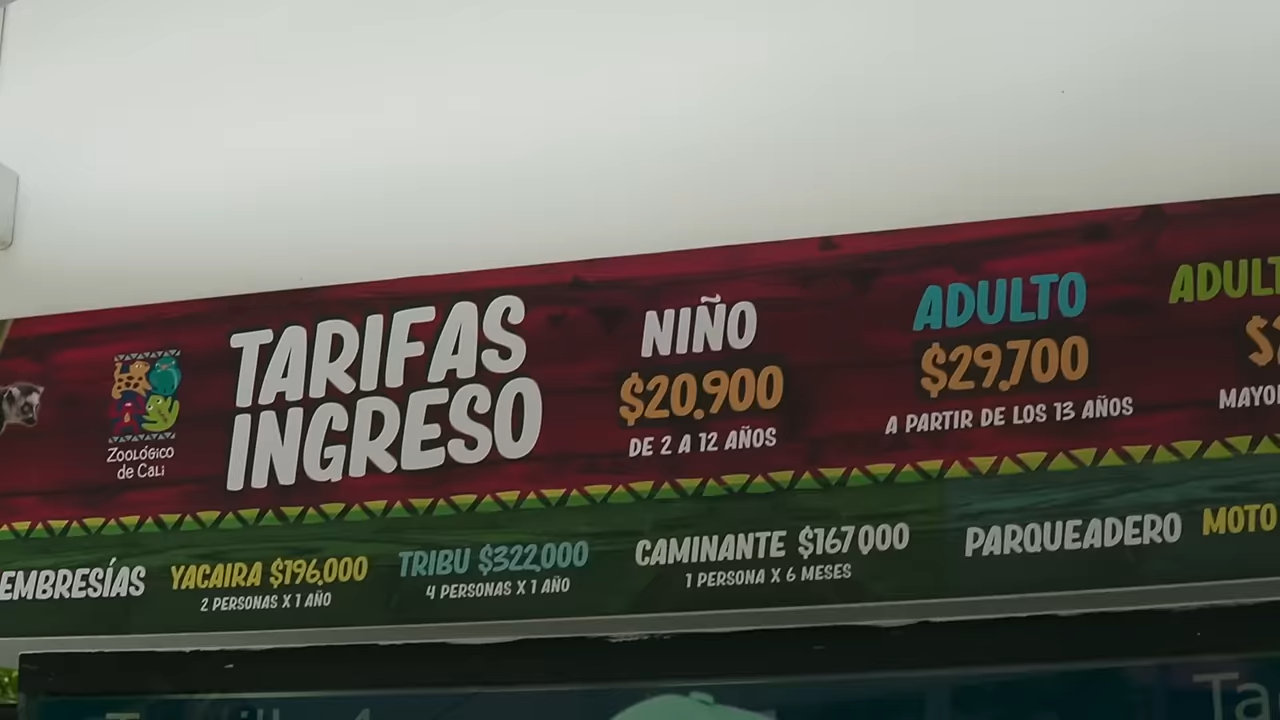 TARIFAS
INGRESO
Zoológico
de Cali
NIÑO
$20,900
DE 2 A 12 AÑOS
ADULTO
$29,700
A PARTIR DE LOS 13 AÑOS
EMBRESÍAS
YACAIRA $196,000
2 PERSONAS X 1 AÑO
TRIBU $322,000
4 PERSONAS X 1 AÑO
CAMINANTE $167,000
1 PERSONA X 6 MESES
PARQUEADERO
MOTO